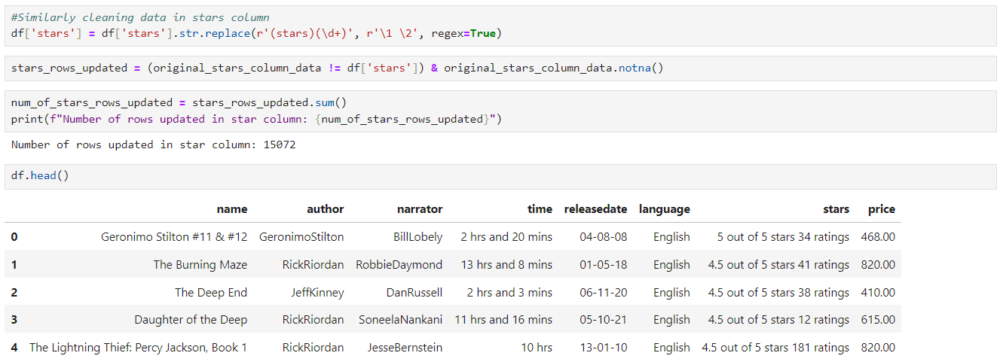 #Similarly cleaning data in stars column
df['stars'] = df['stars'].str.replace(r'(stars)(\d+)', r'\1 \2', regex=True)
stars_rows_updated = (original_stars_column_data != df['stars']) & original_stars_column_data.notna()
num_of_stars_rows_updated = stars_rows_updated.sum()
print(f"Number of rows updated in star column: {num_of_stars_rows_updated}")
Number of rows updated in star column: 15072
df.head()
name author narrator time releasedate language stars price
0 Geronimo Stilton #11 & #12 GeronimoStilton BillLobely 2 hrs and 20 mins 04-08-08 English 5 out of 5 stars 34 ratings 468.00
1 The Burning Maze RickRiordan RobbieDaymond 13 hrs and 8 mins 01-05-18 English 4.5 out of 5 stars 41 ratings 820.00
2 The Deep End JeffKinney DanRussell 2 hrs and 3 mins 06-11-20 English 4.5 out of 5 stars 38 ratings 410.00
3 Daughter of the Deep RickRiordan SoneelaNankani 11 hrs and 16 mins 05-10-21 English 4.5 out of 5 stars 12 ratings 615.00
4 The Lightning Thief: Percy Jackson, Book 1 RickRiordan JesseBernstein 10 hrs 13-01-10 English 4.5 out of 5 stars 181 ratings 820.00